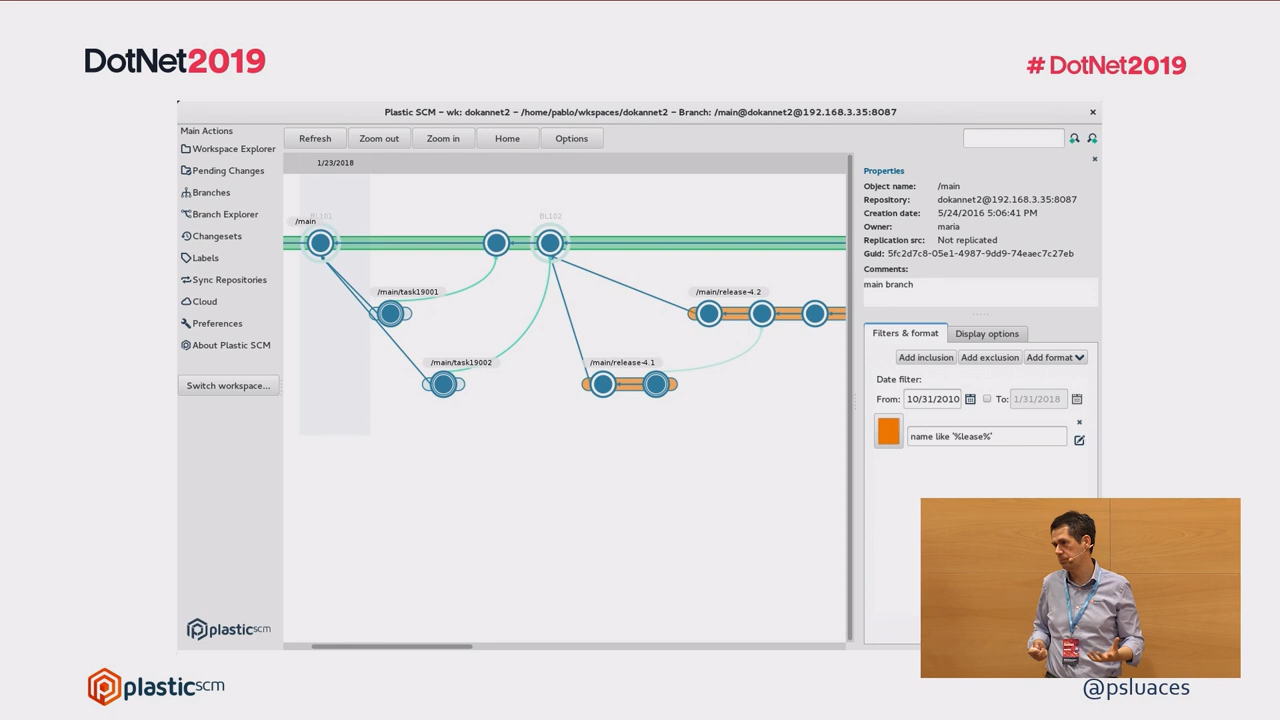 DotNet2019
# DotNet2019
Plastic SCM – wk: dokannet2 – /home/pablo/wkspaces/dokannet2 – Branch: /main@dokannet2@192.168.3.35:8087
Main Actions
Workspace Explorer
Pending Changes
Branches
Branch Explorer
Changesets
Labels
Sync Repositories
Cloud
Preferences
About Plastic SCM
Switch workspace...
plasticscm
Refresh
Zoom out
Zoom in
Home
Options
1/23/2018
BL101
/main
BL102
/main/task19001
/main/release-4.2
/main/task19002
/main/release-4.1
Properties
Object name: /main
Repository: dokannet2@192.168.3.35:8087
Creation date: 5/24/2016 5:06:41 PM
Owner: maria
Replication src: Not replicated
Guid: 5fc2d7c8-05e1-4987-9dd9-74eaec7c27eb
Comments:
main branch
Filters & format
Display options
Add inclusion
Add exclusion
Add format
Date filter:
From: 10/31/2010 To: 1/31/2018
name like '%lease%'
plasticscm
@psluaces